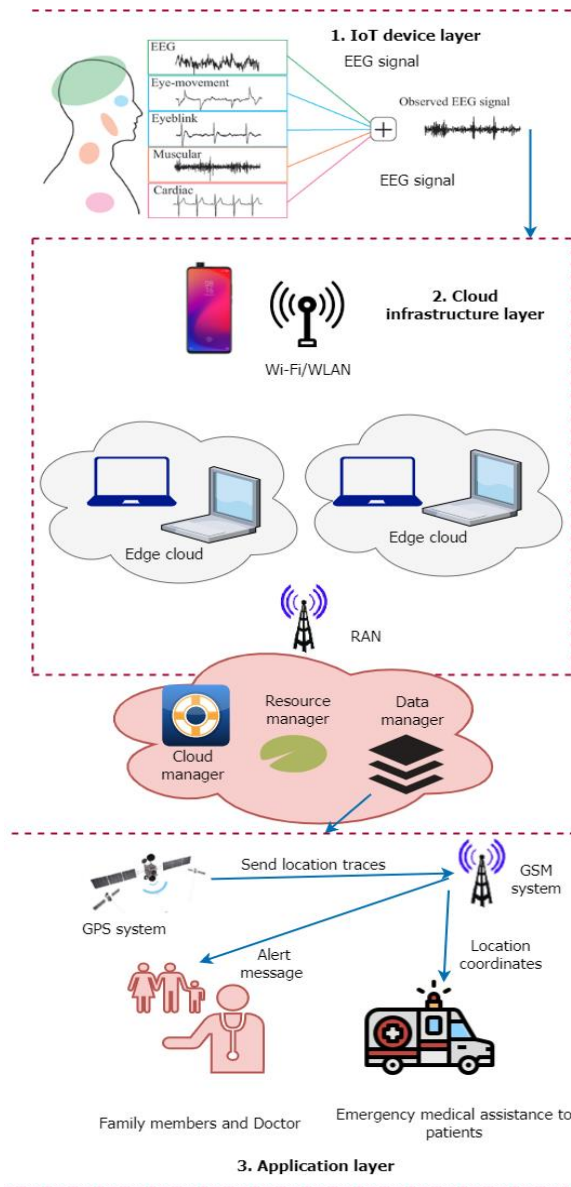 1. IoT device layer
EEG
EEG signal
Eye-movement
Observed EEG signal
Eyeblink
Muscular
EEG signal
Cardiac
2. Cloud
infrastructure layer
Wi-Fi/WLAN
Edge cloud
Edge cloud
RAN
Resource
manager
Data
manager
Cloud
manager
Send location traces
GSM
system
GPS system
Alert
message
Location
coordinates
Family members and Doctor
Emergency medical assistance to
patients
3. Application layer